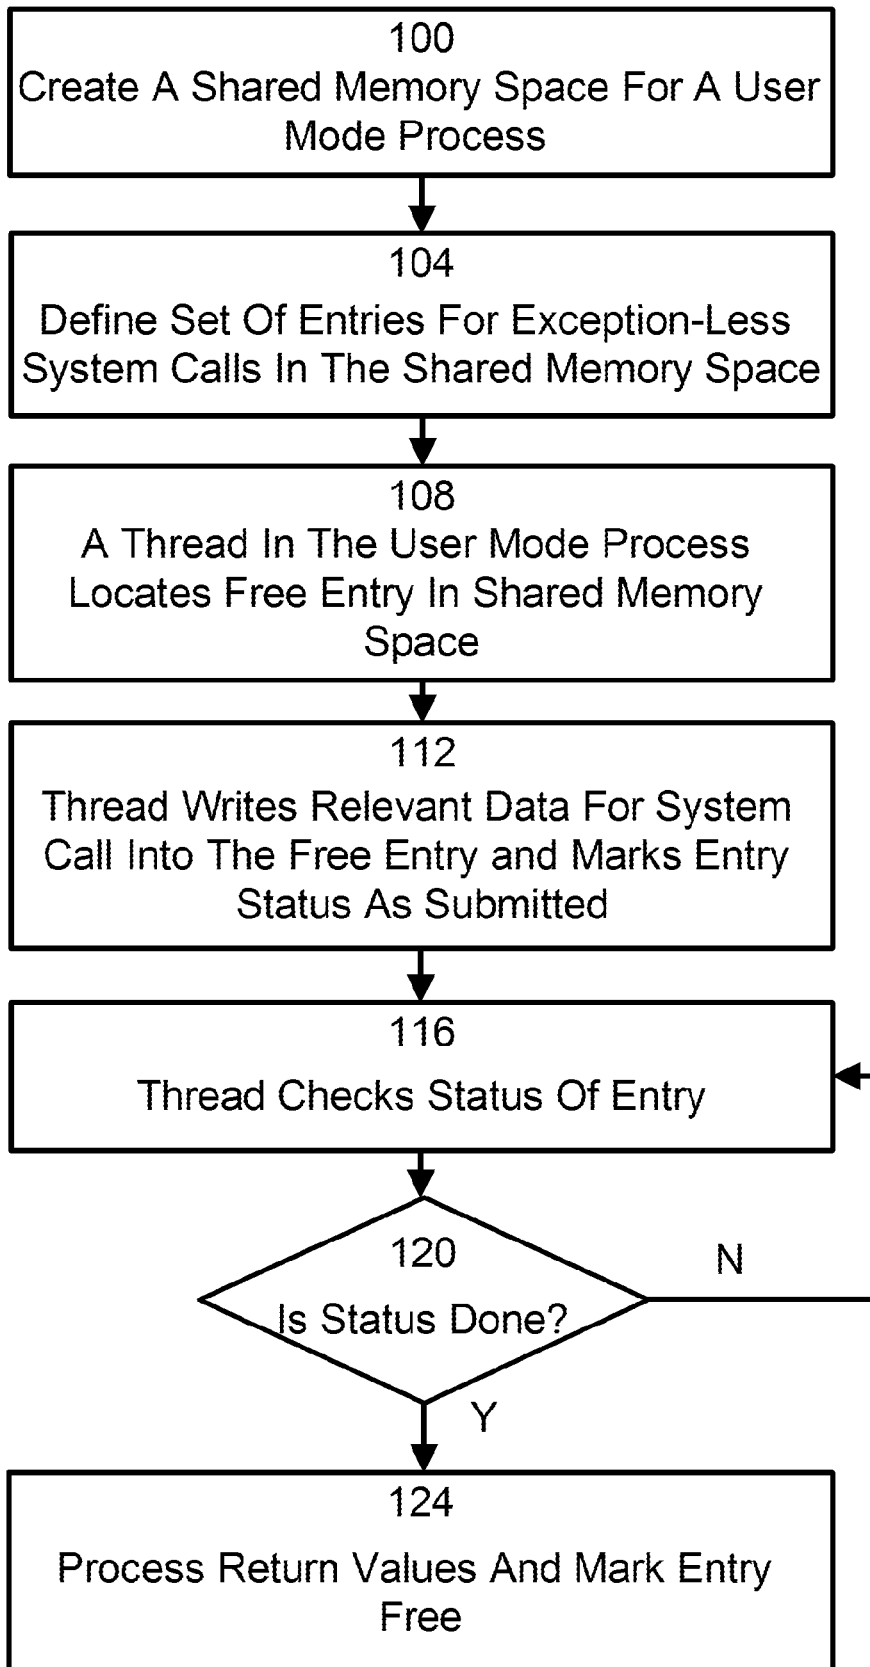 100
Create A Shared Memory Space For A User
Mode Process
104
Define Set Of Entries For Exception-Less
System Calls In The Shared Memory Space
108
A Thread In The User Mode Process
Locates Free Entry In Shared Memory
Space
112
Thread Writes Relevant Data For System
Call Into The Free Entry and Marks Entry
Status As Submitted
116
Thread Checks Status Of Entry
120
Is Status Done?
N
Y
124
Process Return Values And Mark Entry
Free